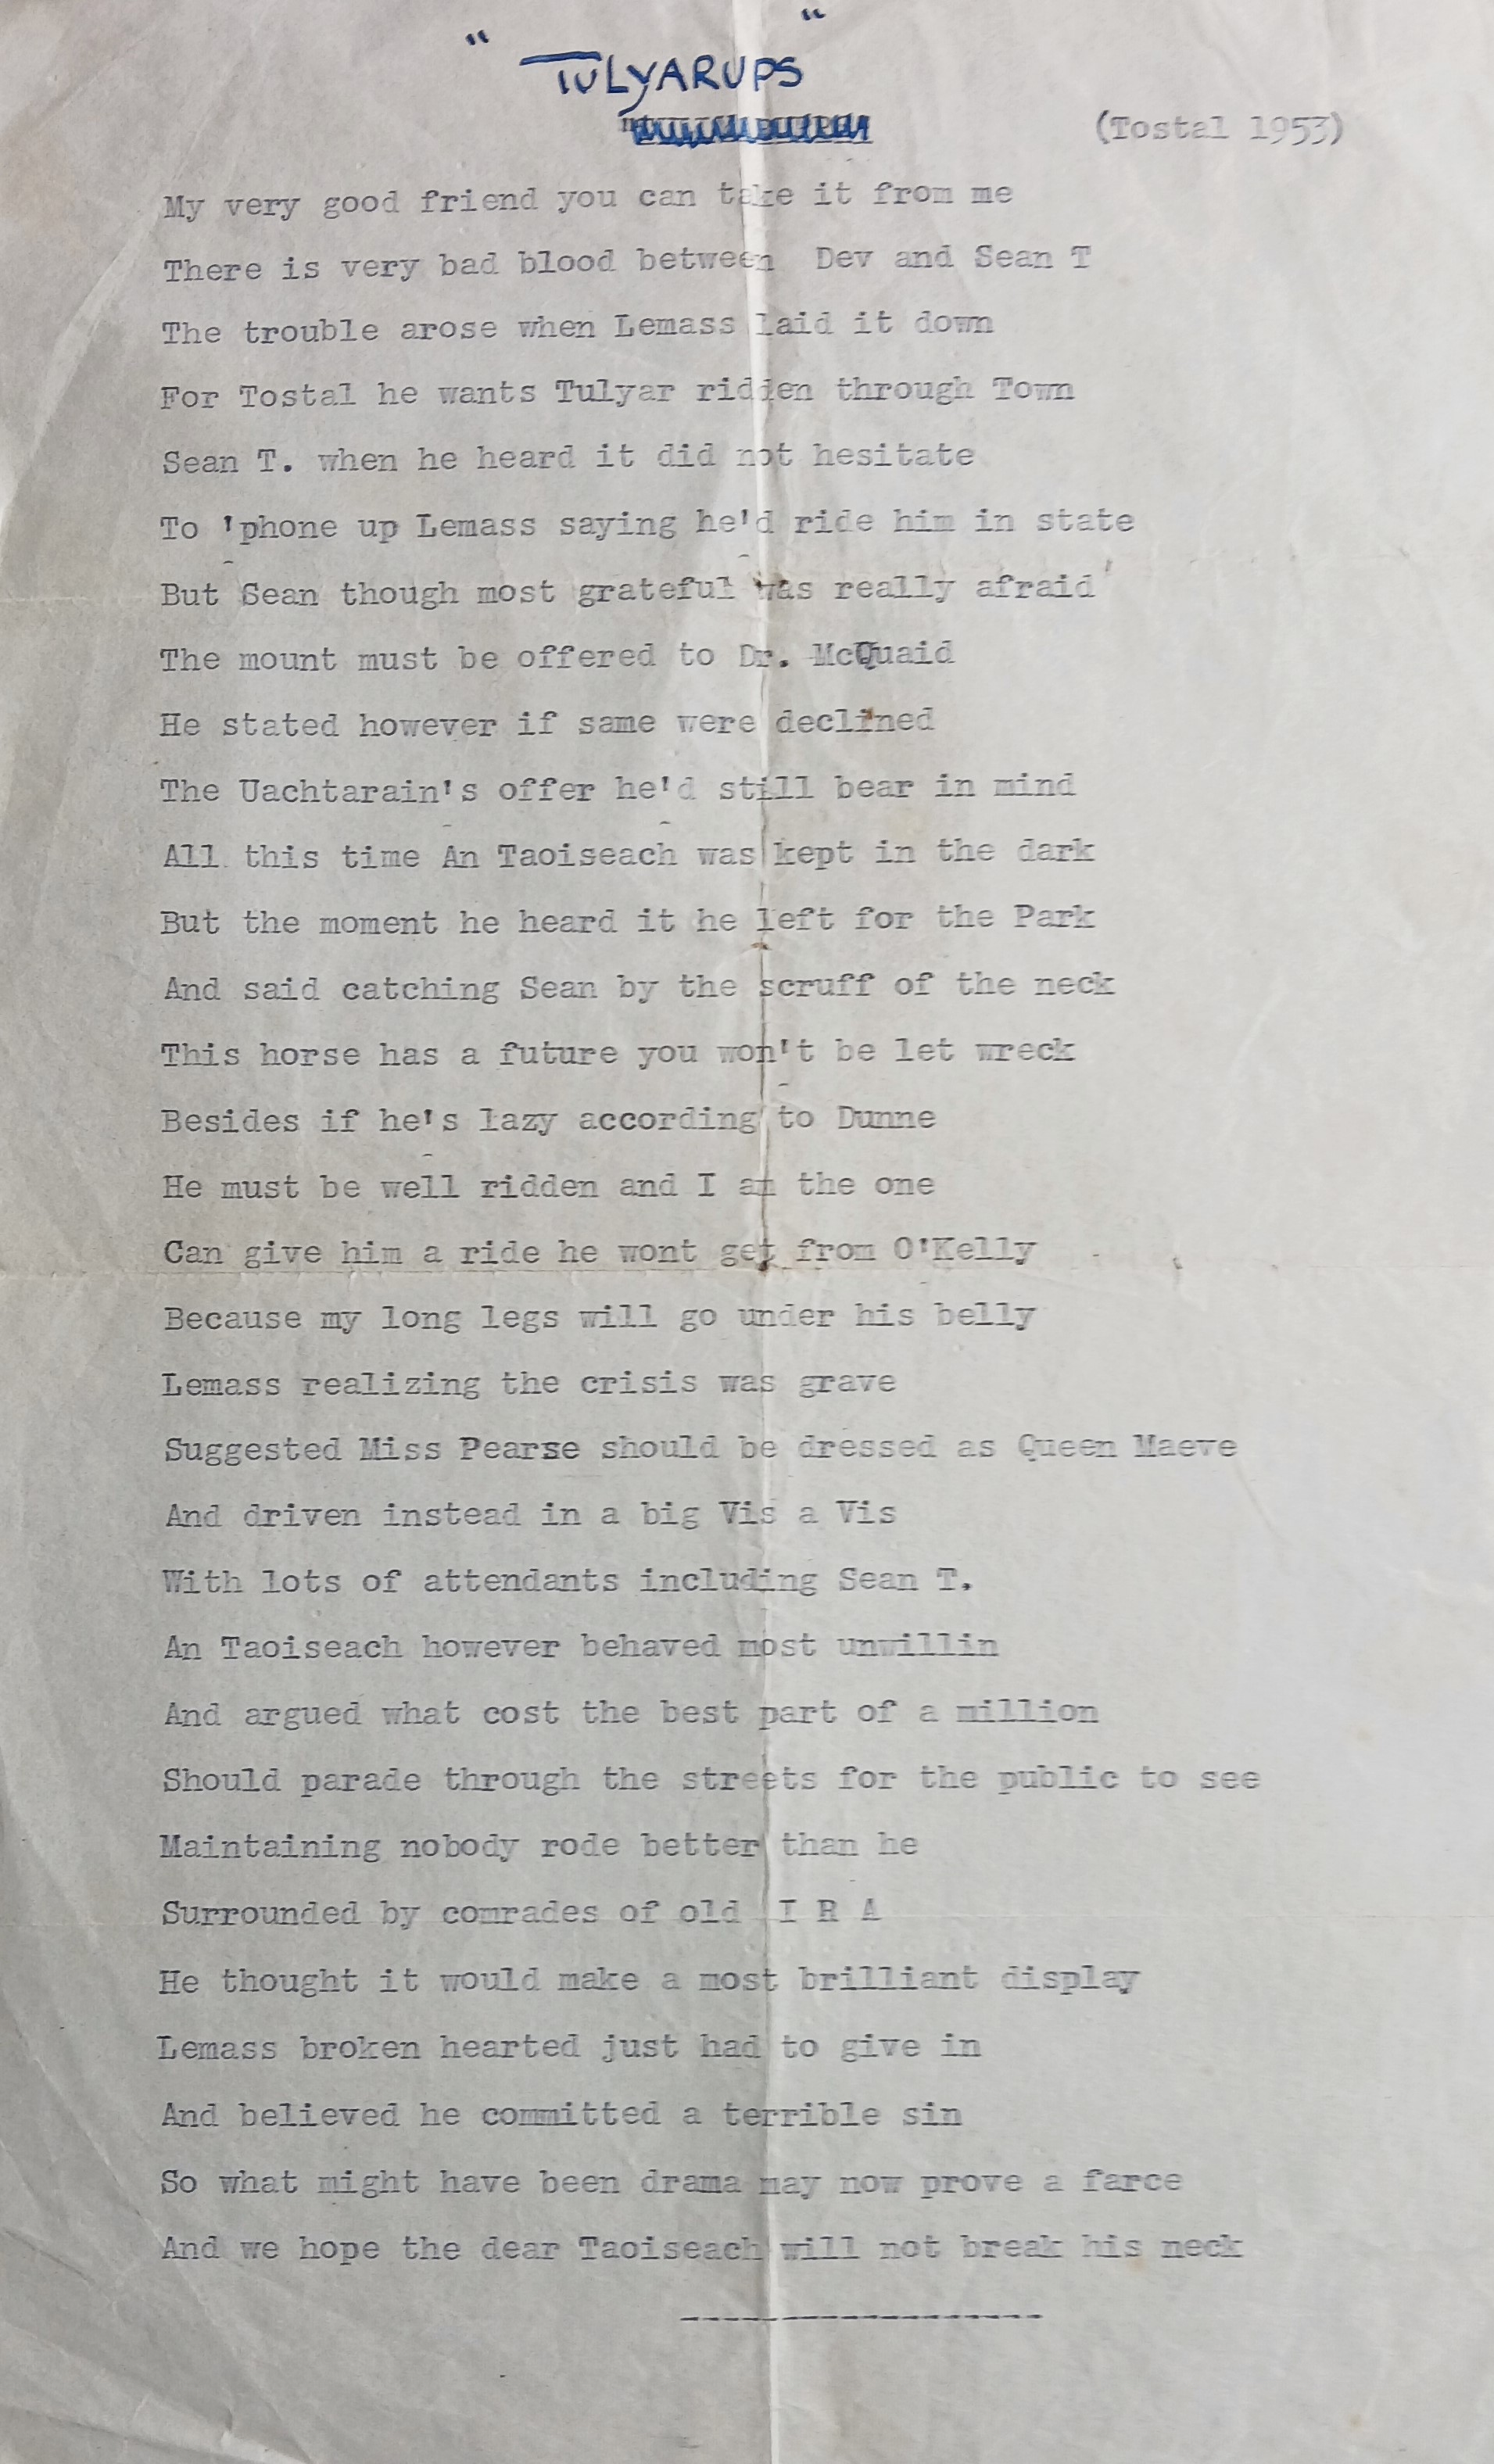 " TULYARUPS "
(Tostal 1953)
My very good friend you can take it from me
There is very bad blood between Dev and Sean T
The trouble arose when Lemass laid it down
For Tostal he wants Tulyar ridden through Town
Sean T. when he heard it did not hesitate
To 'phone up Lemass saying he'd ride him in state
But Sean though most grateful was really afraid
The mount must be offered to Dr. McQuaid
He stated however if same were declined
The Uachtarain's offer he'd still bear in mind
All this time An Taoiseach was kept in the dark
But the moment he heard it he left for the Park
And said catching Sean by the scruff of the neck
This horse has a future you won't be let wreck
Besides if he's lazy according to Dunne
He must be well ridden and I am the one
Can give him a ride he wont get from O'Kelly
Because my long legs will go under his belly
Lemass realizing the crisis was grave
Suggested Miss Pearse should be dressed as Queen Maeve
And driven instead in a big Vis a Vis
With lots of attendants including Sean T.
An Taoiseach however behaved most unwillin
And argued what cost the best part of a million
Should parade through the streets for the public to see
Maintaining nobody rode better than he
Surrounded by comrades of old I R A
He thought it would make a most brilliant display
Lemass broken hearted just had to give in
And believed he committed a terrible sin
So what might have been drama may now prove a farce
And we hope the dear Taoiseach will not break his neck